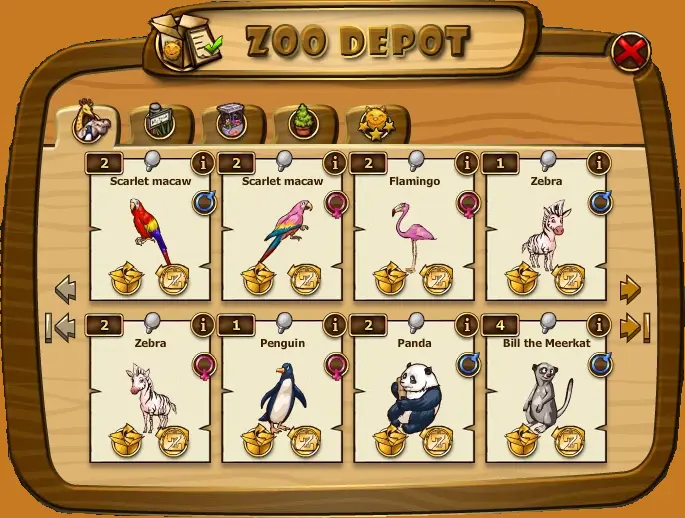 ZOO DEPOT
2 i 2 i 2 i 1 i
Scarlet macaw Scarlet macaw Flamingo Zebra
2 i 1 i 2 i 4 i
Zebra Penguin Panda Bill the Meerkat